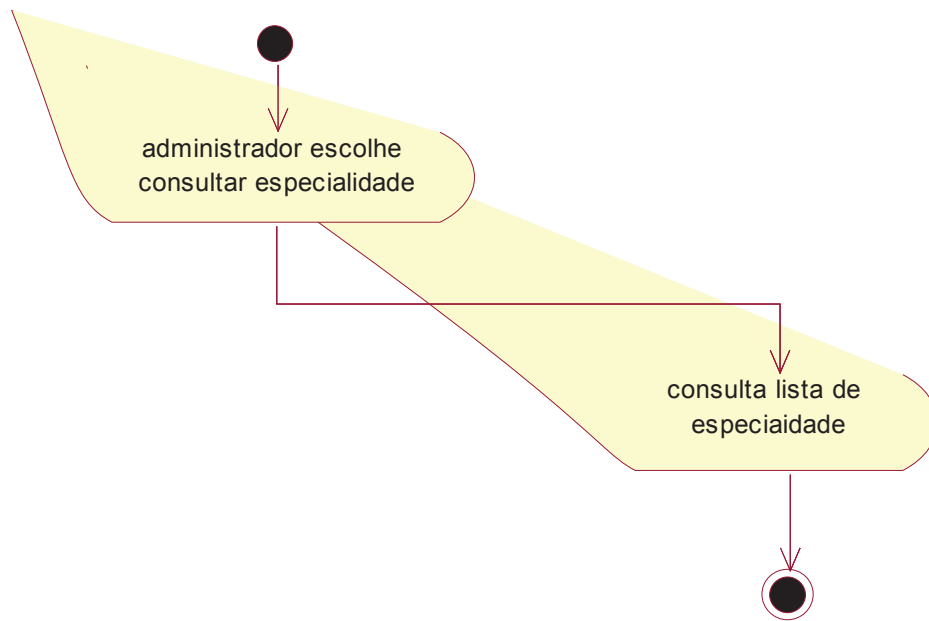 administrador escolhe
consultar especialidade
consulta lista de
especiaidade